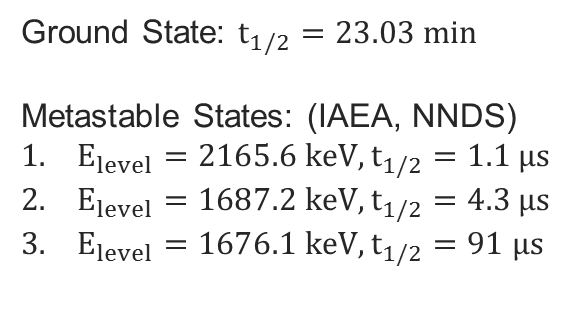 Ground State: t1/2 = 23.03 min
Metastable States: (IAEA, NNDS)
1. Elevel = 2165.6 keV, t1/2 = 1.1 μs
2. Elevel = 1687.2 keV, t1/2 = 4.3 μs
3. Elevel = 1676.1 keV, t1/2 = 91 μs